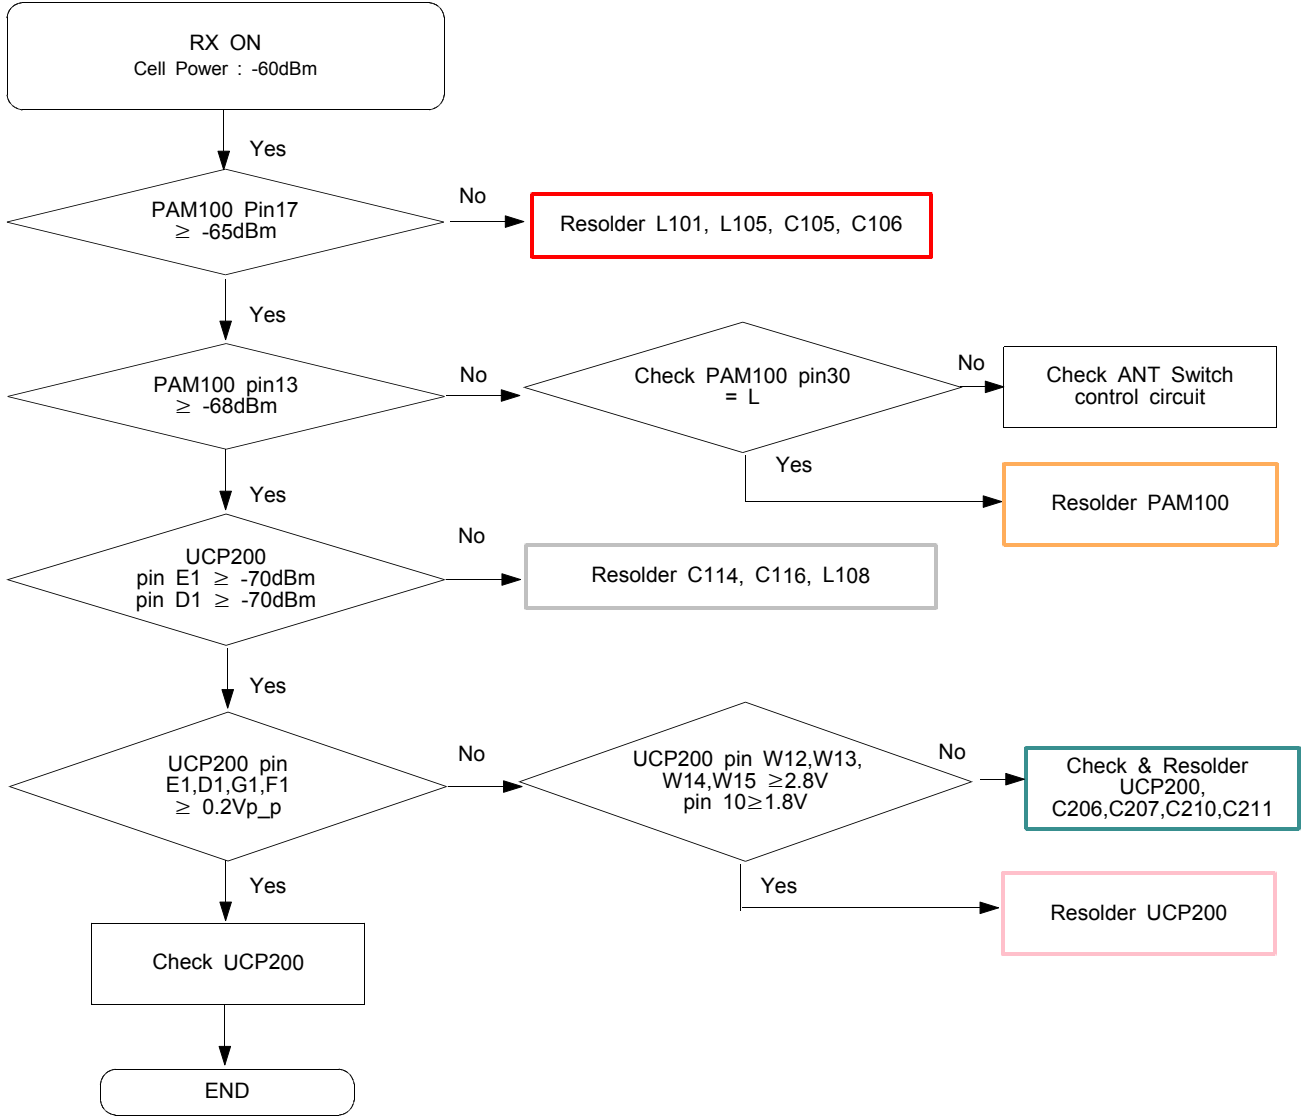 RX ON
Cell Power : -60dBm
Yes
PAM100 Pin17
≥ -65dBm
No
Resolder L101, L105, C105, C106
Yes
PAM100 pin13
≥ -68dBm
No
Check PAM100 pin30
= L
No
Check ANT Switch
control circuit
Yes
Resolder PAM100
Yes
UCP200
pin E1 ≥ -70dBm
pin D1 ≥ -70dBm
No
Resolder C114, C116, L108
Yes
UCP200 pin
E1,D1,G1,F1
≥ 0.2Vp_p
No
UCP200 pin W12,W13,
W14,W15 ≥2.8V
pin 10≥1.8V
No
Check & Resolder
UCP200,
C206,C207,C210,C211
Yes
Resolder UCP200
Yes
Check UCP200
END